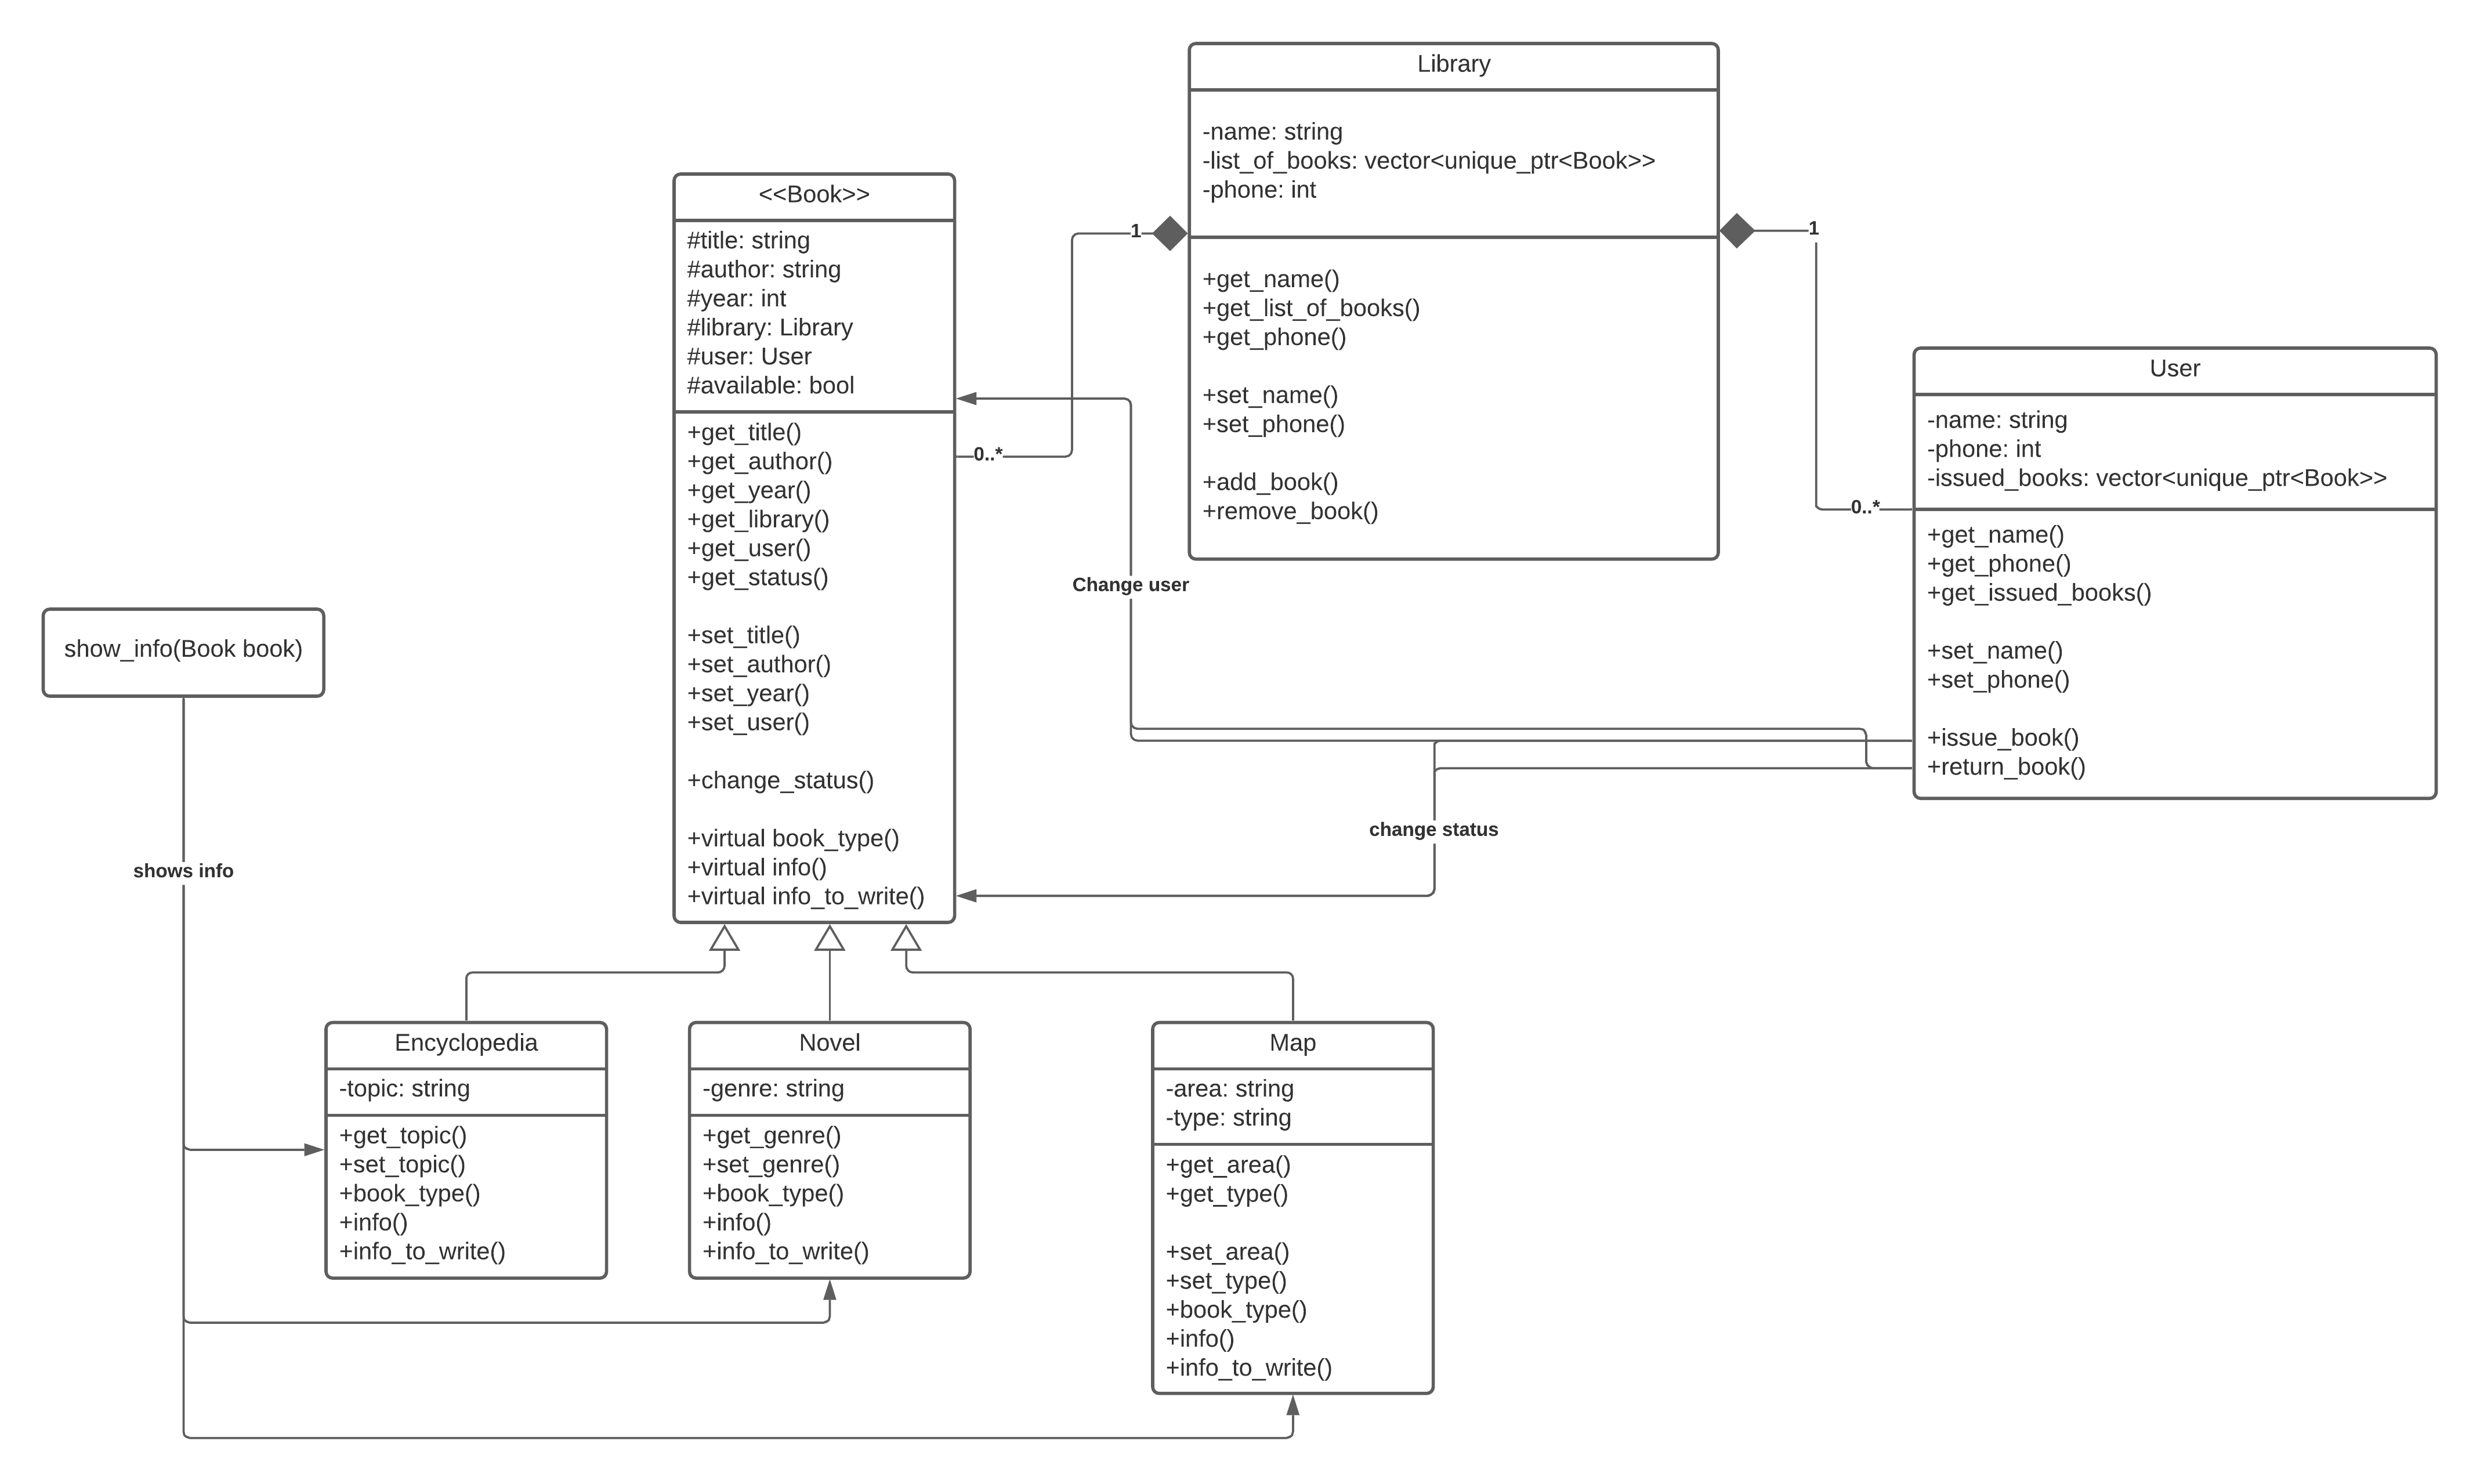 Library
-name: string
-list_of_books: vector<unique_ptr<Book>>
-phone: int
+get_name()
+get_list_of_books()
+get_phone()
+set_name()
+set_phone()
+add_book()
+remove_book()
<<Book>>
#title: string
#author: string
#year: int
#library: Library
#user: User
#available: bool
+get_title()
+get_author()
+get_year()
+get_library()
+get_user()
+get_status()
+set_title()
+set_author()
+set_year()
+set_user()
+change_status()
+virtual book_type()
+virtual info()
+virtual info_to_write()
1
0..*
1
0..*
User
-name: string
-phone: int
-issued_books: vector<unique_ptr<Book>>
+get_name()
+get_phone()
+get_issued_books()
+set_name()
+set_phone()
+issue_book()
+return_book()
Change user
change status
show_info(Book book)
shows info
Encyclopedia
-topic: string
+get_topic()
+set_topic()
+book_type()
+info()
+info_to_write()
Novel
-genre: string
+get_genre()
+set_genre()
+book_type()
+info()
+info_to_write()
Map
-area: string
-type: string
+get_area()
+get_type()
+set_area()
+set_type()
+book_type()
+info()
+info_to_write()